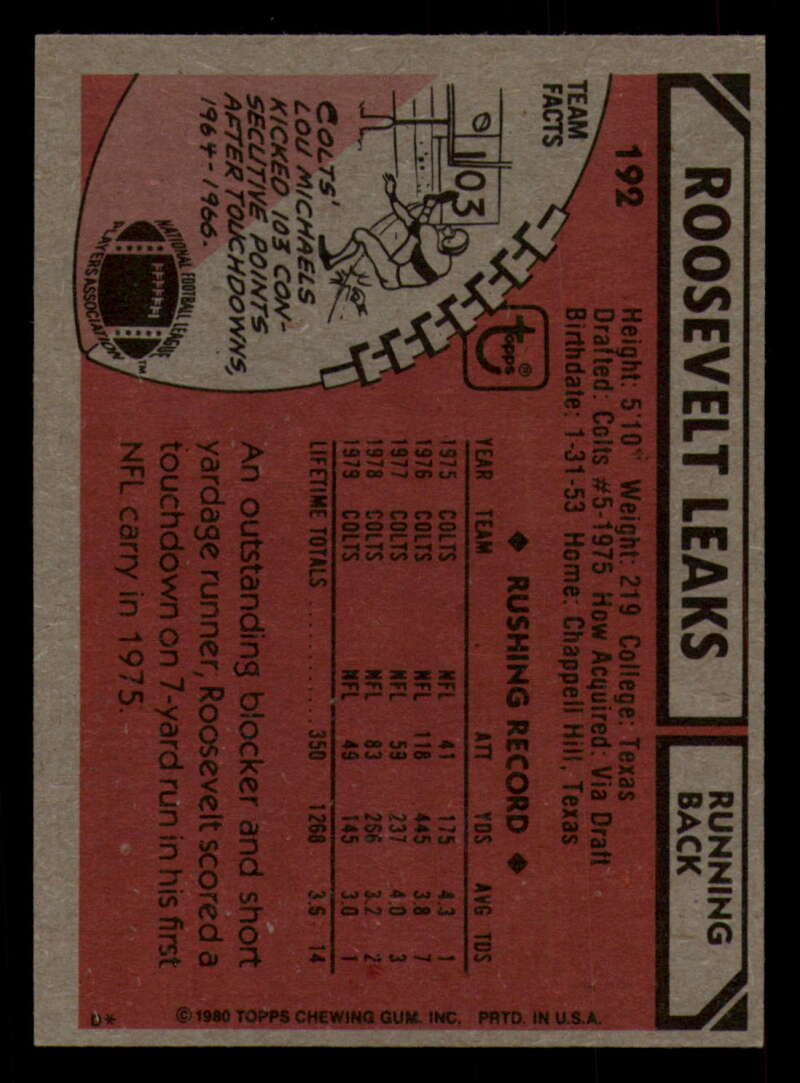 ROOSEVELT LEAKS
RUNNING
BACK
192
Height: 5'10" Weight: 219 College: Texas
Drafted: Colts #5-1975 How Acquired: Via Draft
Birthdate: 1-31-53 Home: Chappell Hill, Texas
TEAM
FACTS
103
COLTS'
LOU MICHAELS
KICKED 103 CON-
SECUTIVE POINTS
AFTER TOUCHDOWNS,
1964-1966.
NATIONAL FOOTBALL LEAGUE
PLAYERS ASSOCIATION™
topps®
◆ RUSHING RECORD ◆
YEAR TEAM ATT YDS AVG TDS
1975 COLTS NFL 41 175 4.3 1
1976 COLTS NFL 118 445 3.8 7
1977 COLTS NFL 59 237 4.0 3
1978 COLTS NFL 83 266 3.2 2
1979 COLTS NFL 49 145 3.0 1
LIFETIME TOTALS .......... 350 1268 3.6 14
An outstanding blocker and short
yardage runner, Roosevelt scored a
touchdown on 7-yard run in his first
NFL carry in 1975.
D* © 1980 TOPPS CHEWING GUM, INC. PRTD. IN U.S.A.